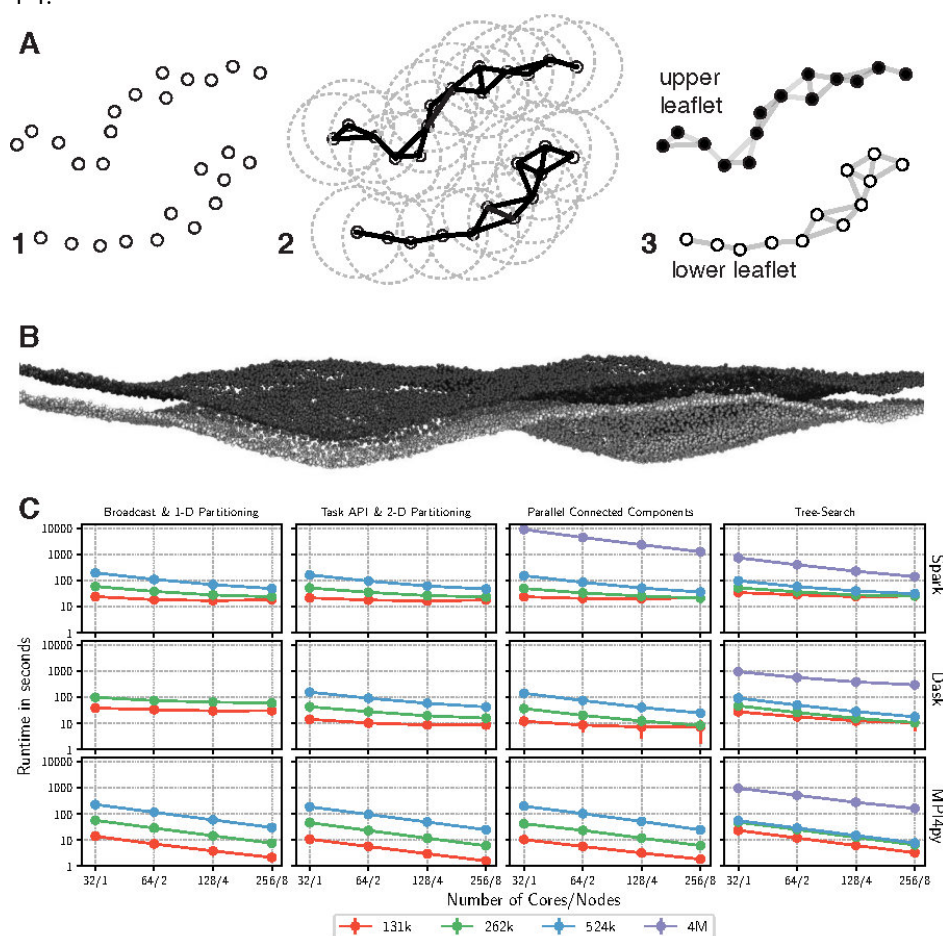 A
upper
leaflet
1
2
3
lower leaflet
B
C
Broadcast & 1-D Partitioning
Task API & 2-D Partitioning
Parallel Connected Components
Tree-Search
10000
1000
100
10
1
Spark
10000
1000
100
10
1
Dask
10000
1000
100
10
1
MPI4py
Runtime in seconds
32/1 64/2 128/4 256/8
32/1 64/2 128/4 256/8
32/1 64/2 128/4 256/8
32/1 64/2 128/4 256/8
Number of Cores/Nodes
131k 262k 524k 4M